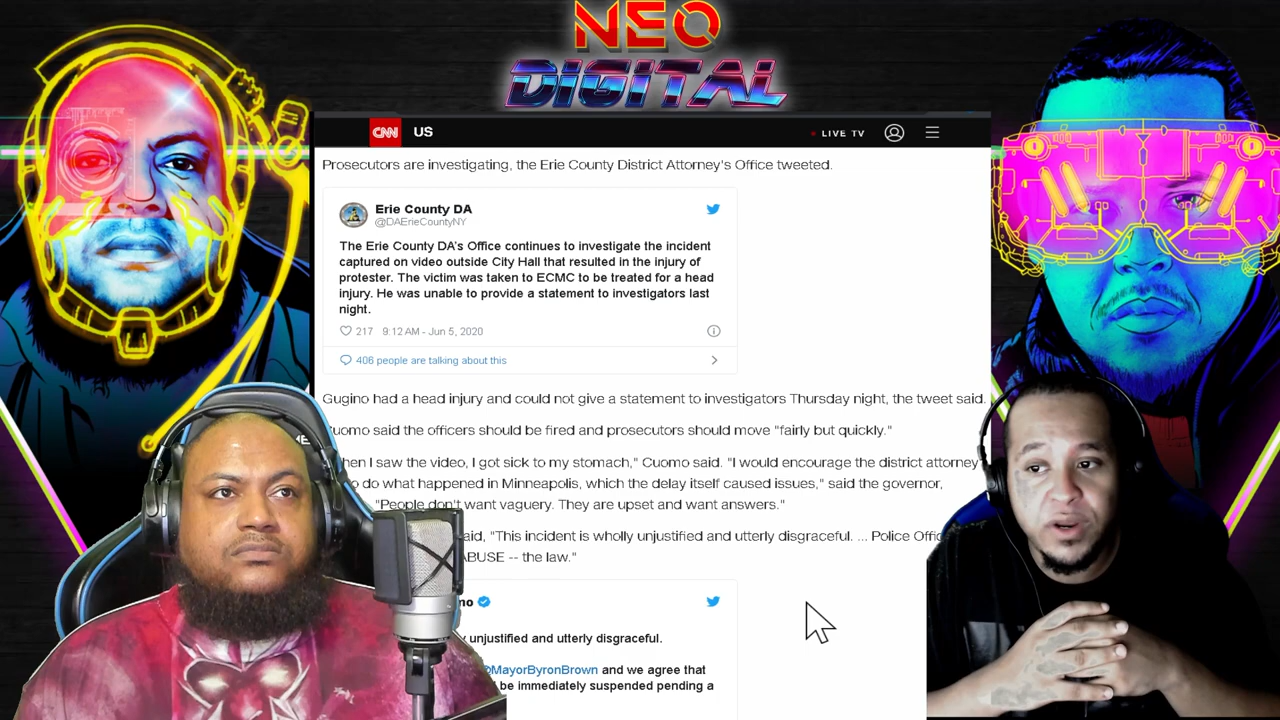 NEO
DIGITAL
CNN US
LIVE TV
Prosecutors are investigating, the Erie County District Attorney's Office tweeted.
Erie County DA
@DAErieCountyNY
The Erie County DA's Office continues to investigate the incident
captured on video outside City Hall that resulted in the injury of
protester. The victim was taken to ECMC to be treated for a head
injury. He was unable to provide a statement to investigators last
night.
217 9:12 AM - Jun 5, 2020
406 people are talking about this
Gugino had a head injury and could not give a statement to investigators Thursday night, the tweet said.
uomo said the officers should be fired and prosecutors should move "fairly but quickly."
hen I saw the video, I got sick to my stomach," Cuomo said. "I would encourage the district attorney
o do what happened in Minneapolis, which the delay itself caused issues," said the governor,
"People don't want vaguery. They are upset and want answers."
aid, "This incident is wholly unjustified and utterly disgraceful. ... Police Offic
ABUSE -- the law."
mo
unjustified and utterly disgraceful.
@MayorByronBrown and we agree that
be immediately suspended pending a